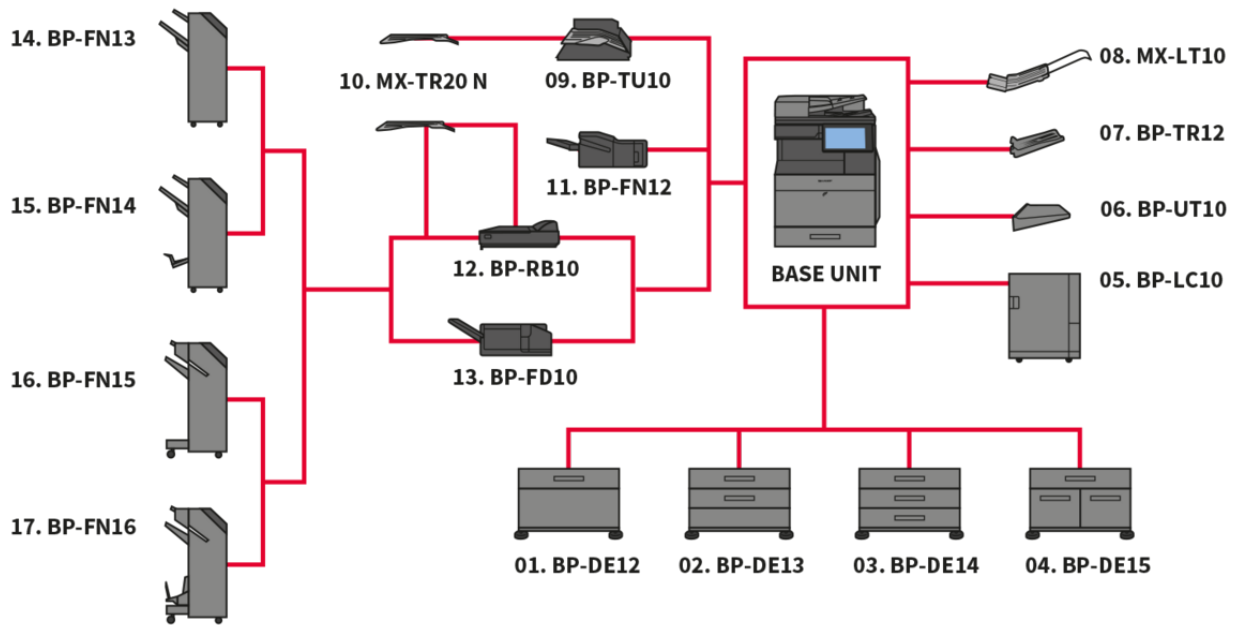 14. BP-FN13
10. MX-TR20 N
09. BP-TU10
08. MX-LT10
07. BP-TR12
15. BP-FN14
11. BP-FN12
06. BP-UT10
12. BP-RB10
BASE UNIT
05. BP-LC10
16. BP-FN15
13. BP-FD10
17. BP-FN16
01. BP-DE12
02. BP-DE13
03. BP-DE14
04. BP-DE15